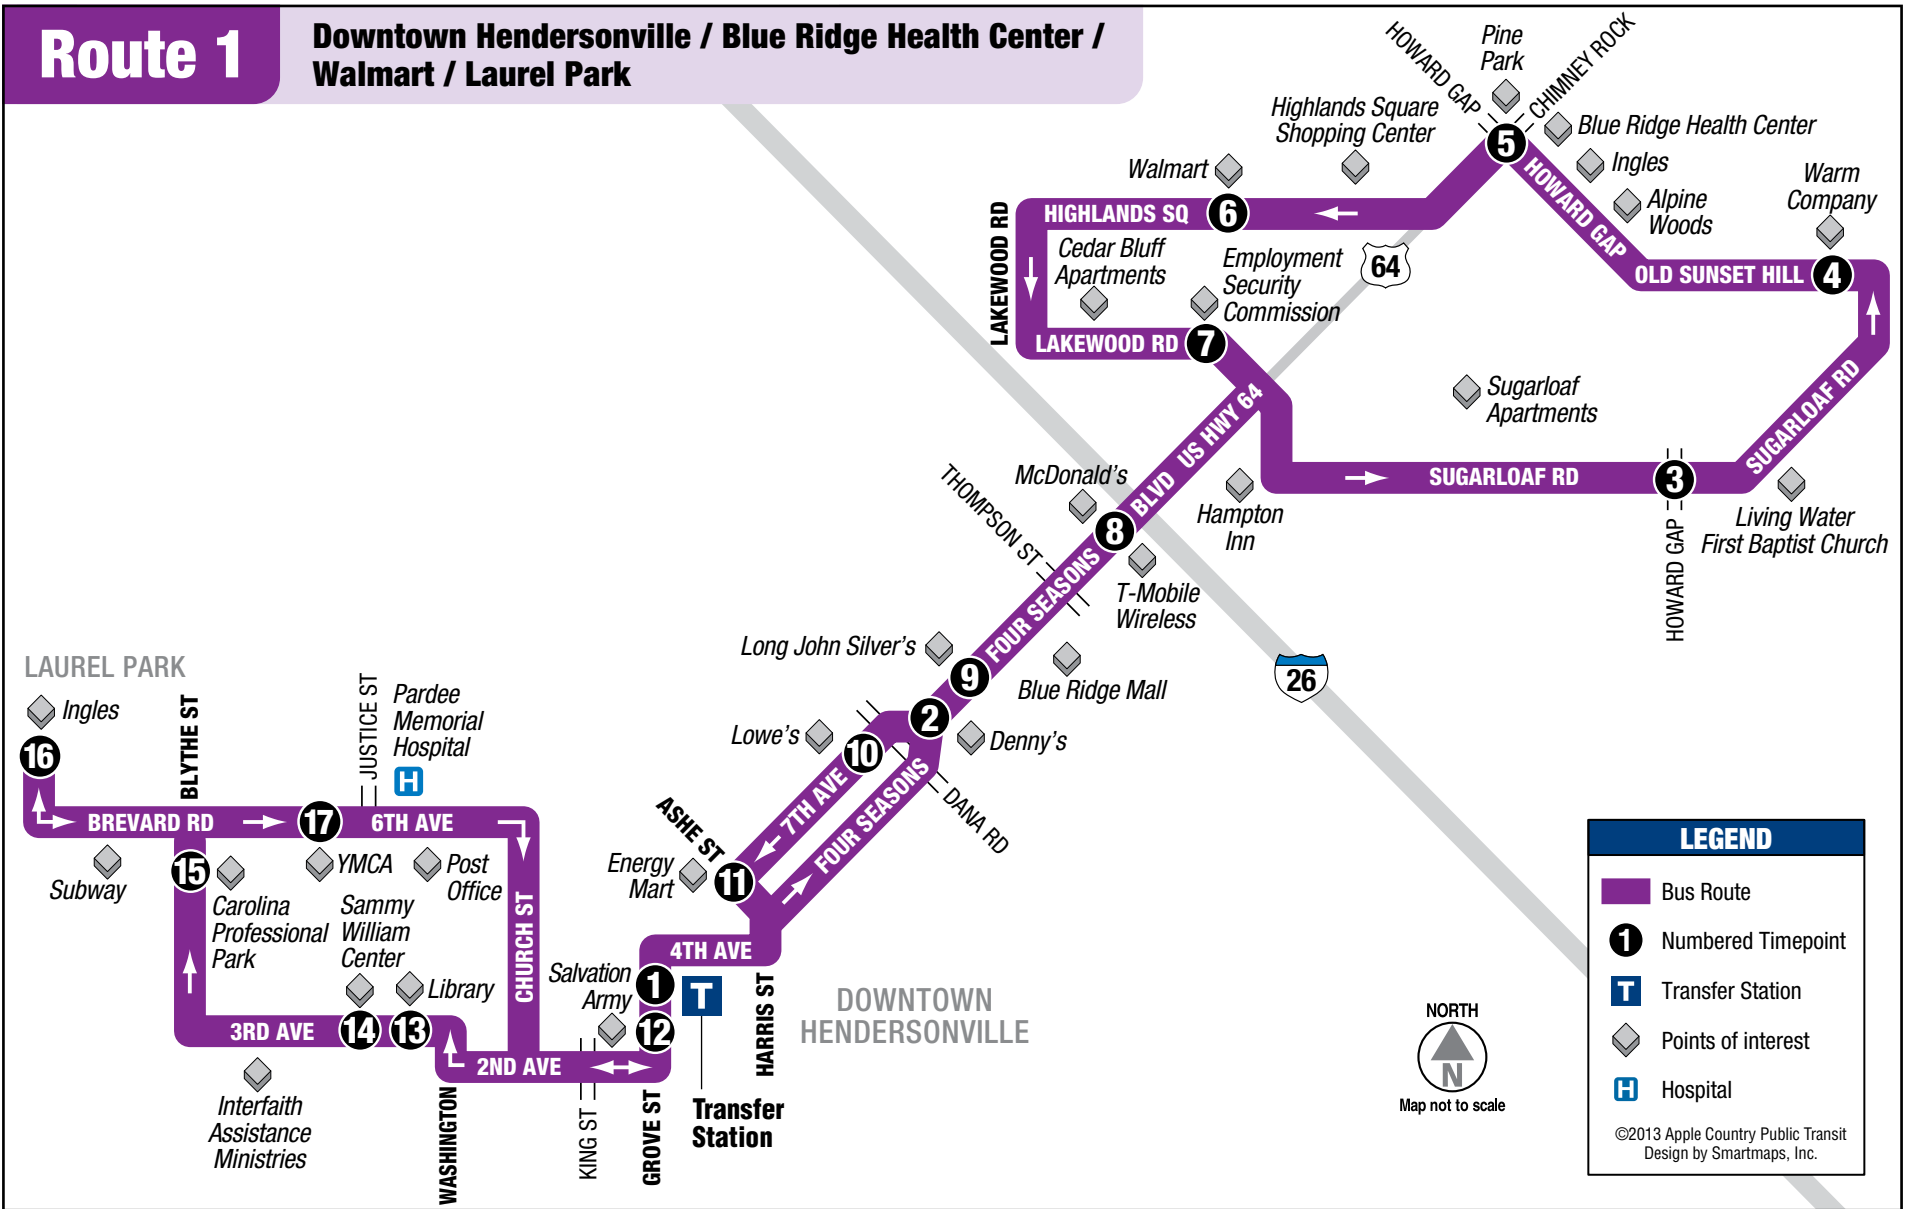 Route 1
Downtown Hendersonville / Blue Ridge Health Center /
Walmart / Laurel Park
HOWARD GAP
Pine
Park
CHIMNEY ROCK
Highlands Square
Shopping Center
5
Blue Ridge Health Center
Walmart
Ingles
Alpine
Woods
Warm
Company
HOWARD GAP
LAKEWOOD RD
HIGHLANDS SQ
6
Cedar Bluff
Apartments
Employment
Security
Commission
64
OLD SUNSET HILL
4
LAKEWOOD RD
7
Sugarloaf
Apartments
SUGARLOAF RD
FOUR SEASONS BLVD US HWY 64
McDonald's
THOMPSON ST
8
Hampton
Inn
SUGARLOAF RD
3
HOWARD GAP
Living Water
First Baptist Church
T-Mobile
Wireless
Long John Silver's
9
Blue Ridge Mall
26
2
Denny's
Lowe's
10
7TH AVE
FOUR SEASONS
DANA RD
ASHE ST
Energy
Mart
11
LAUREL PARK
Ingles
16
BLYTHE ST
JUSTICE ST
Pardee
Memorial
Hospital
H
BREVARD RD
17
6TH AVE
Subway
15
YMCA
Post
Office
Carolina
Professional
Park
Sammy
William
Center
CHURCH ST
Library
3RD AVE
14
13
Interfaith
Assistance
Ministries
WASHINGTON
2ND AVE
KING ST
Salvation
Army
4TH AVE
1
12
T
GROVE ST
HARRIS ST
Transfer
Station
DOWNTOWN
HENDERSONVILLE
NORTH
N
Map not to scale
LEGEND
Bus Route
1 Numbered Timepoint
T Transfer Station
Points of interest
H Hospital
©2013 Apple Country Public Transit
Design by Smartmaps, Inc.